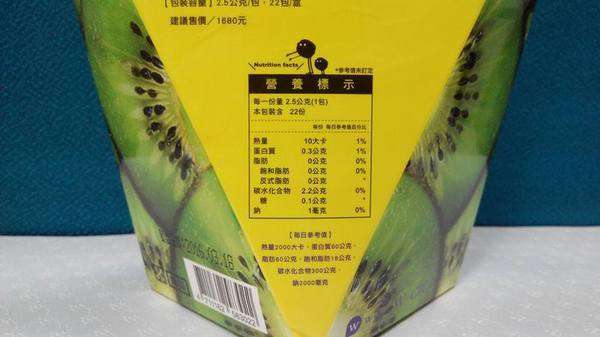 【包裝容量】2.5公克/包，22包/盒
建議售價／1680元
Nutrition facts
*參考值未訂定
營養標示
每一份量 2.5公克(1包)
本包裝含 22份
每份 每日參考值百分比
熱量 10大卡 1%
蛋白質 0.3公克 1%
脂肪 0公克 0%
飽和脂肪 0公克 0%
反式脂肪 0公克 *
碳水化合物 2.2公克 0%
糖 0.1公克 *
鈉 1毫克 0%
【每日參考值】
熱量2000大卡、蛋白質60公克、
脂肪60公克、飽和脂肪18公克、
碳水化合物300公克、
鈉2000毫克
2016.03.16
W